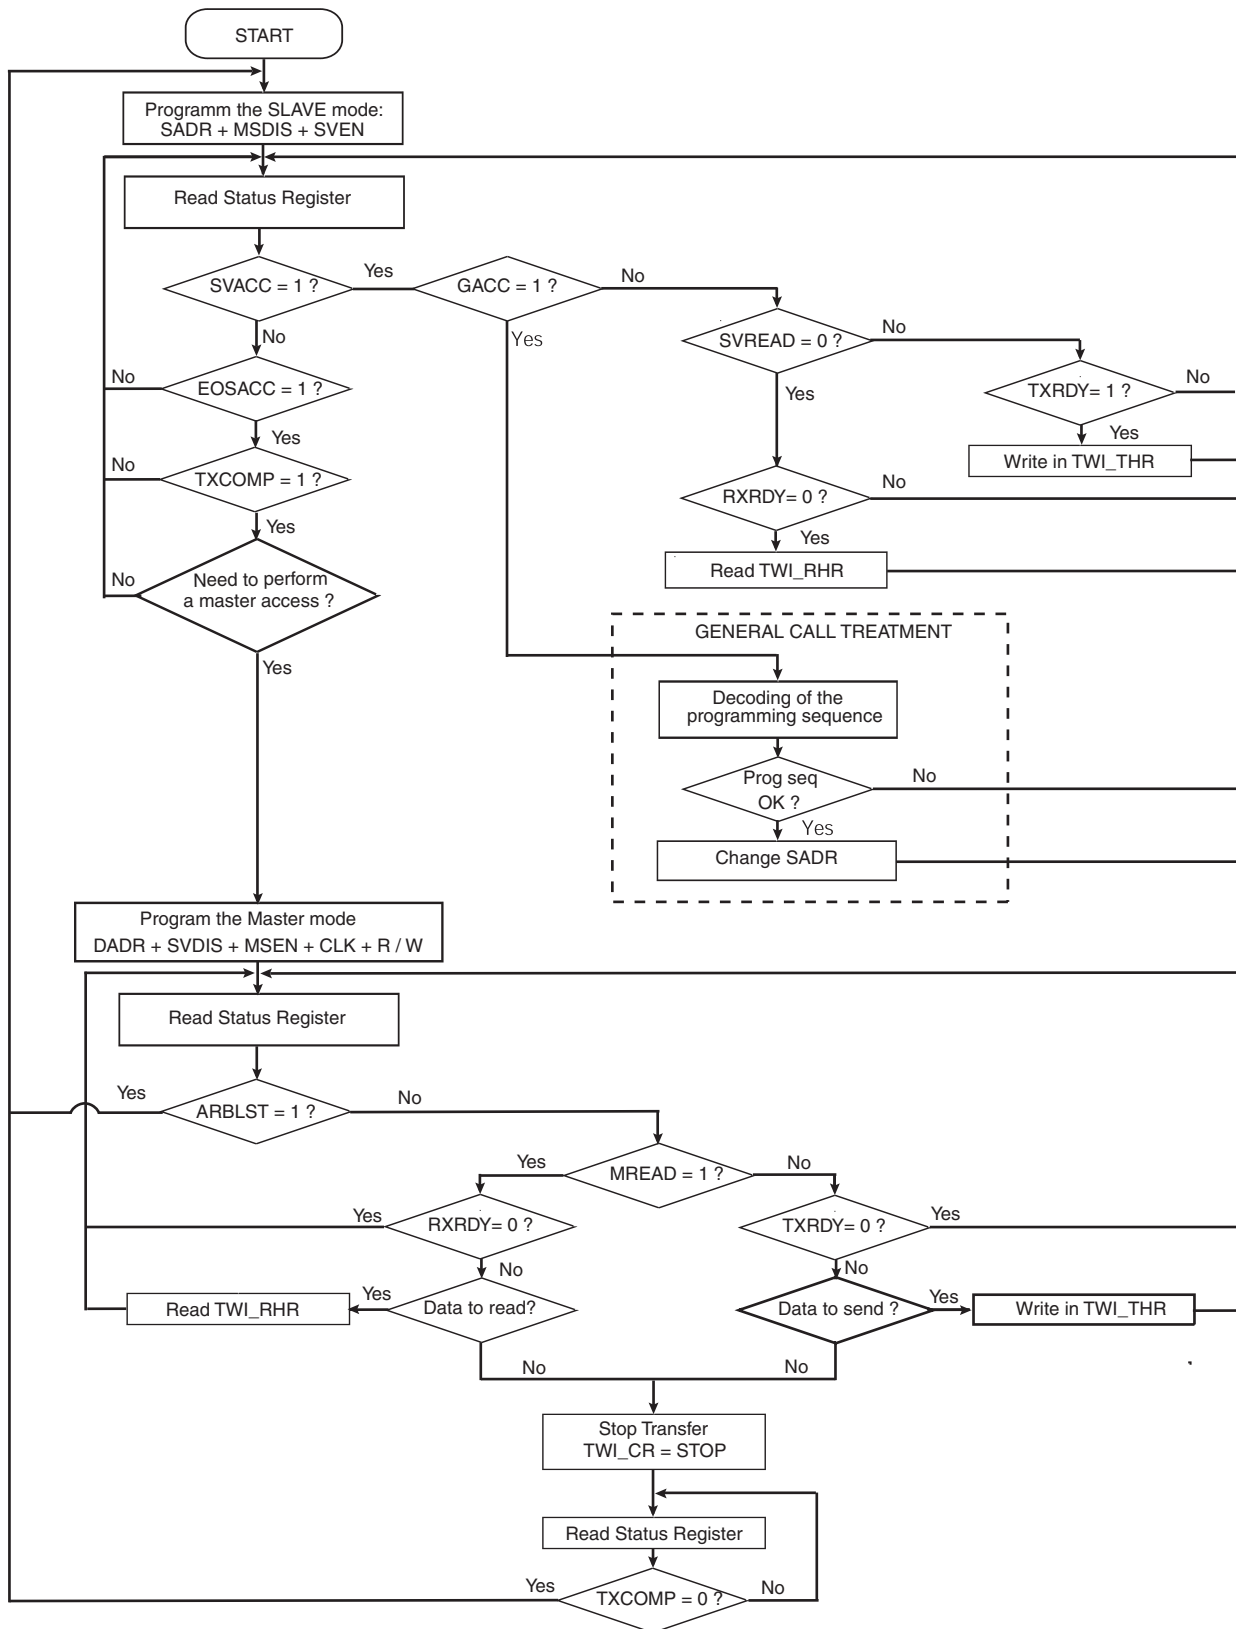 START
Programm the SLAVE mode:
SADR + MSDIS + SVEN
Read Status Register
SVACC = 1 ?
Yes
GACC = 1 ?
No
No
Yes
SVREAD = 0 ?
No
Yes
TXRDY= 1 ?
No
Yes
Write in TWI_THR
No
EOSACC = 1 ?
Yes
No
TXCOMP = 1 ?
Yes
RXRDY= 0 ?
No
Yes
Read TWI_RHR
No
Need to perform
a master access ?
Yes
GENERAL CALL TREATMENT
Decoding of the
programming sequence
Prog seq
OK ?
No
Yes
Change SADR
Program the Master mode
DADR + SVDIS + MSEN + CLK + R / W
Read Status Register
Yes
ARBLST = 1 ?
No
Yes
MREAD = 1 ?
No
Yes
RXRDY= 0 ?
No
TXRDY= 0 ?
Yes
No
Read TWI_RHR
Yes
Data to read?
No
Data to send ?
Yes
Write in TWI_THR
No
Stop Transfer
TWI_CR = STOP
Read Status Register
Yes
TXCOMP = 0 ?
No